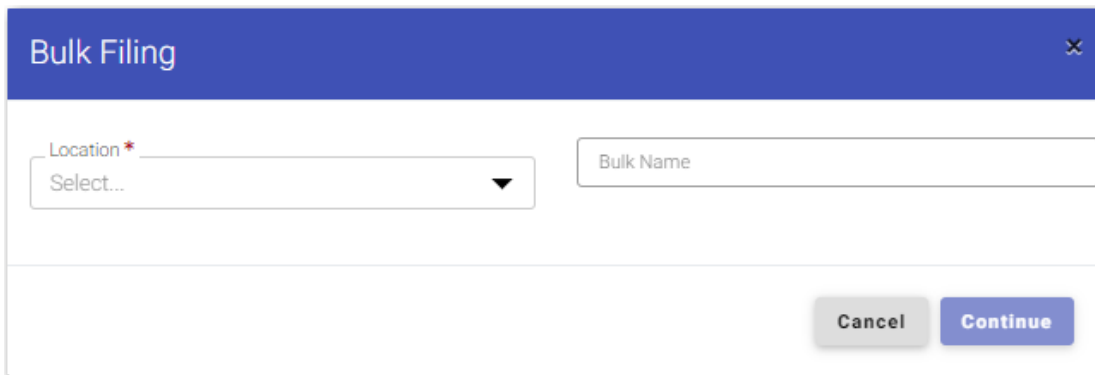 Bulk Filing
Location *
Select...
Bulk Name
Cancel
Continue